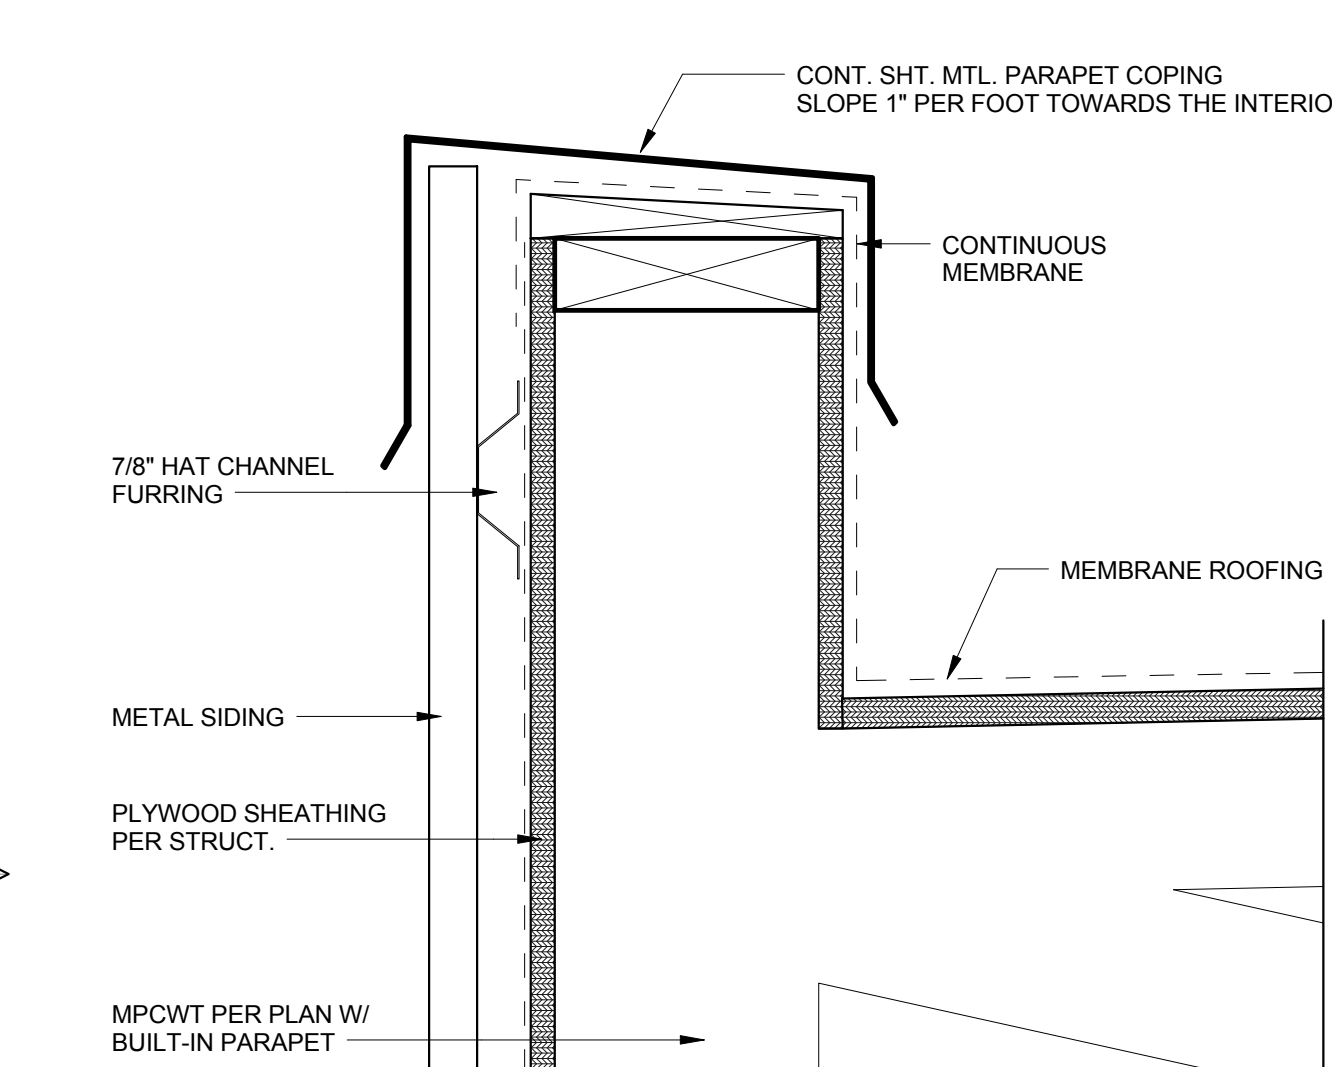 CONT. SHT. MTL. PARAPET COPING
SLOPE 1" PER FOOT TOWARDS THE INTERIO
CONTINUOUS
MEMBRANE
7/8" HAT CHANNEL
FURRING
MEMBRANE ROOFING
METAL SIDING
PLYWOOD SHEATHING
PER STRUCT.
MPCWT PER PLAN W/
BUILT-IN PARAPET